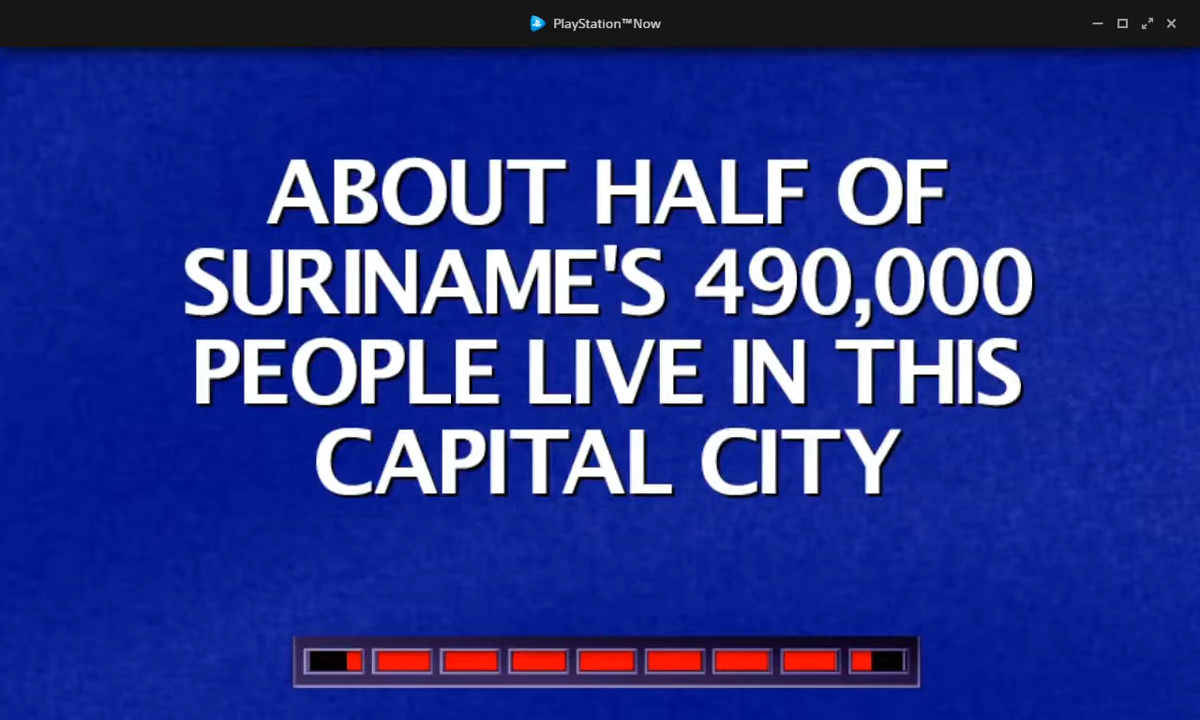 PlayStation™Now
ABOUT HALF OF
SURINAME'S 490,000
PEOPLE LIVE IN THIS
CAPITAL CITY